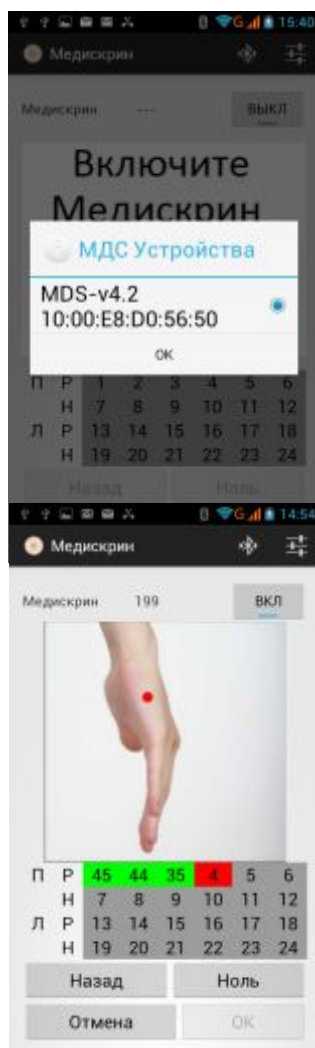 15:40
Медискрин
Медискрин --- ВЫКЛ
Включите
Медискрин
МДС Устройства
MDS-v4.2
10:00:E8:D0:56:50
ОК
П Р 1 2 3 4 5 6
Н 7 8 9 10 11 12
Л Р 13 14 15 16 17 18
Н 19 20 21 22 23 24
Назад Ноль
14:54
Медискрин
Медискрин 199 ВКЛ
П Р 45 44 35 4 5 6
Н 7 8 9 10 11 12
Л Р 13 14 15 16 17 18
Н 19 20 21 22 23 24
Назад Ноль
Отмена ОК